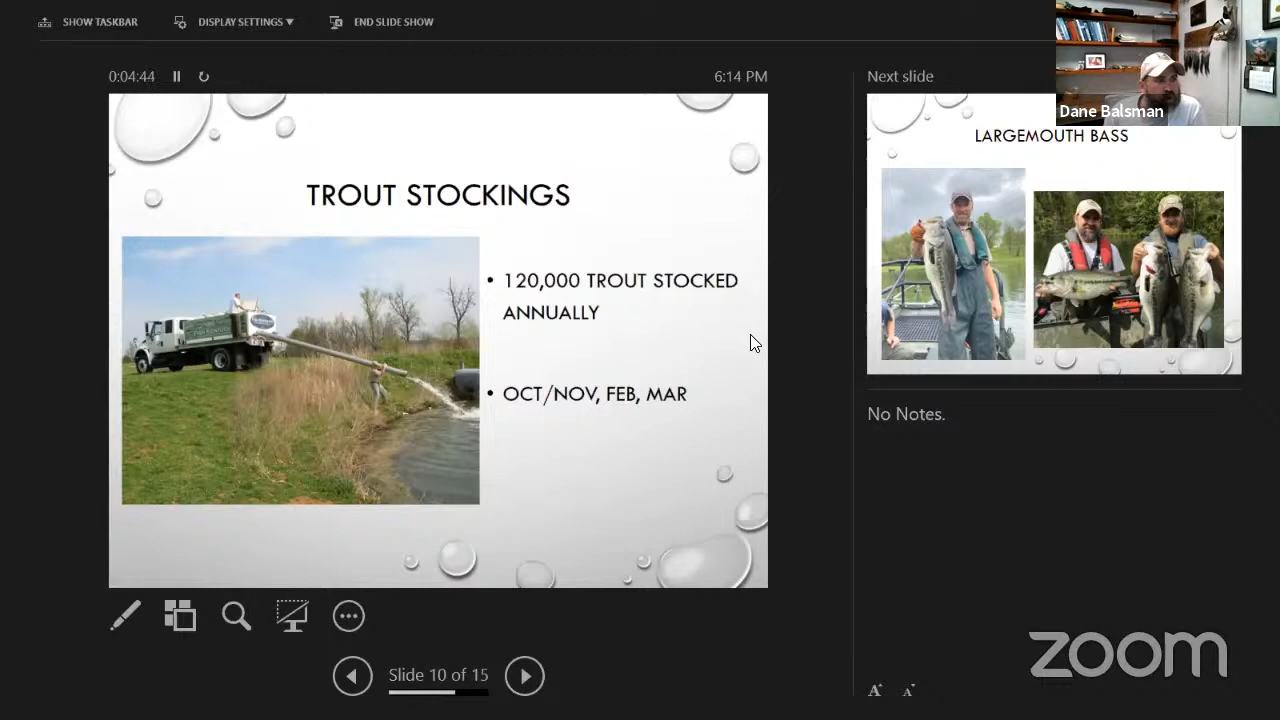 SHOW TASKBAR
DISPLAY SETTINGS ▼
END SLIDE SHOW
0:04:44
6:14 PM
Next slide
Dane Balsman
TROUT STOCKINGS
• 120,000 TROUT STOCKED
ANNUALLY
• OCT/NOV, FEB, MAR
LARGEMOUTH BASS
No Notes.
Slide 10 of 15
zoom
A A